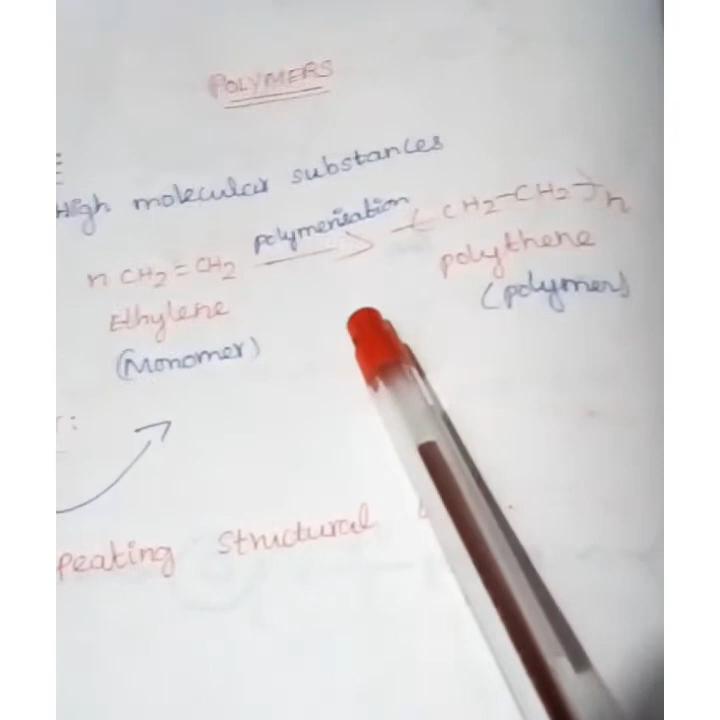 POLYMERS
High molecular substances
n CH2 = CH2 polymerisation (CH2-CH2)n
Ethylene polythene
(Monomer) (polymer)
peating structural